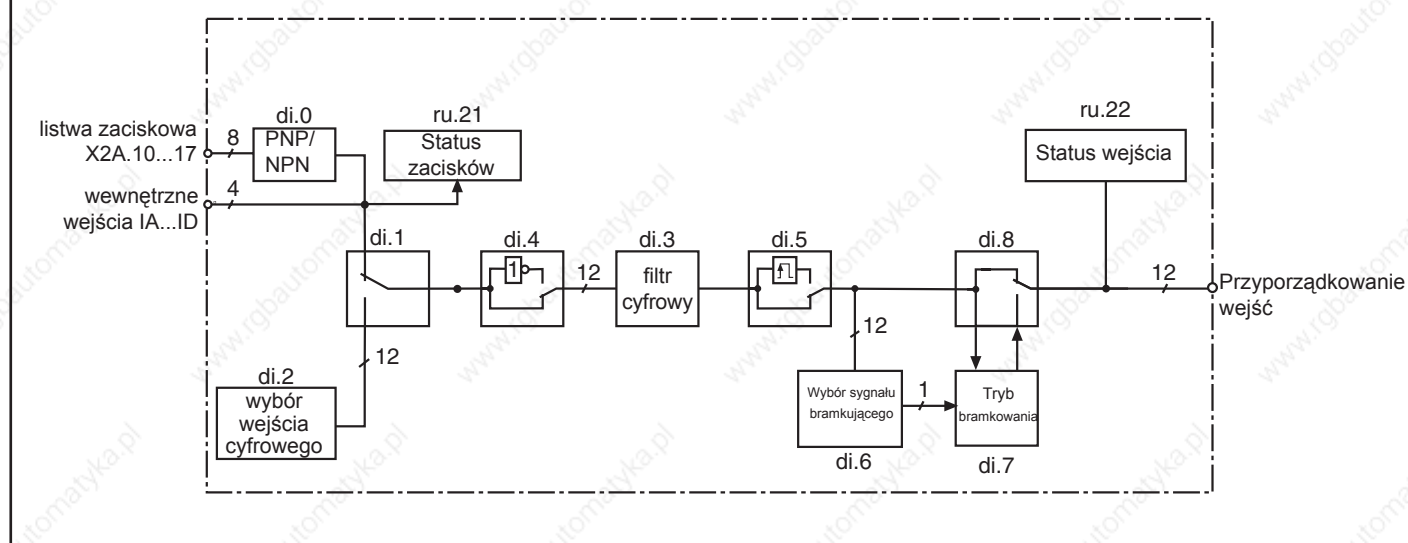 listwa zaciskowa
X2A.10...17
8
di.0
PNP/
NPN
ru.21
Status
zacisków
wewnętrzne
wejścia IA...ID
4
ru.22
Status wejścia
di.1
di.4
1
12
di.3
filtr
cyfrowy
di.5
di.8
12
Przyporządkowanie
wejść
12
12
di.2
wybór
wejścia
cyfrowego
Wybór sygnału
bramkującego
di.6
1
Tryb
bramkowania
di.7
www.rgbautomatyka.pl